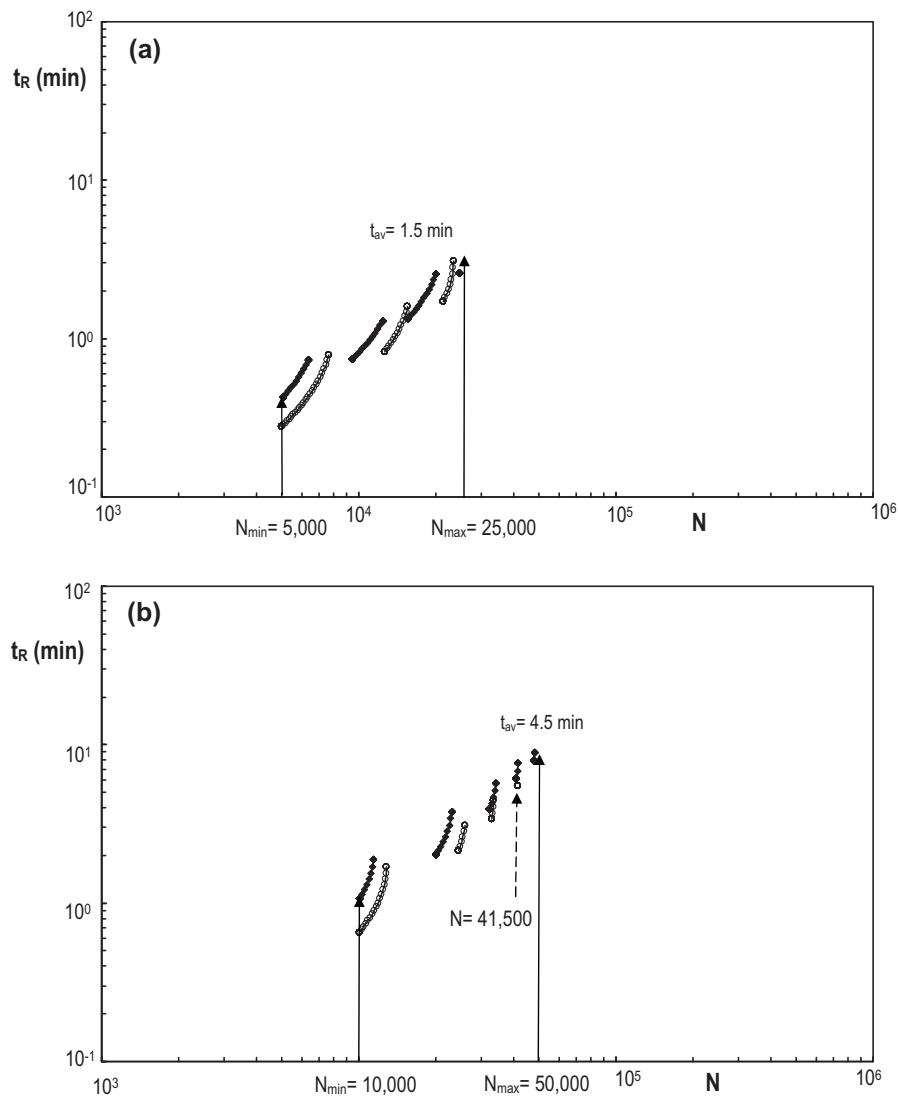 10²
(a)
tR (min)
10¹
tav= 1.5 min
10⁰
10⁻¹
10³ 10⁴ 10⁵ N 10⁶
Nmin= 5,000 Nmax= 25,000
10²
(b)
tR (min)
tav= 4.5 min
10¹
10⁰
N= 41,500
10⁻¹
10³ Nmin= 10,000 Nmax= 50,000 10⁵ N 10⁶